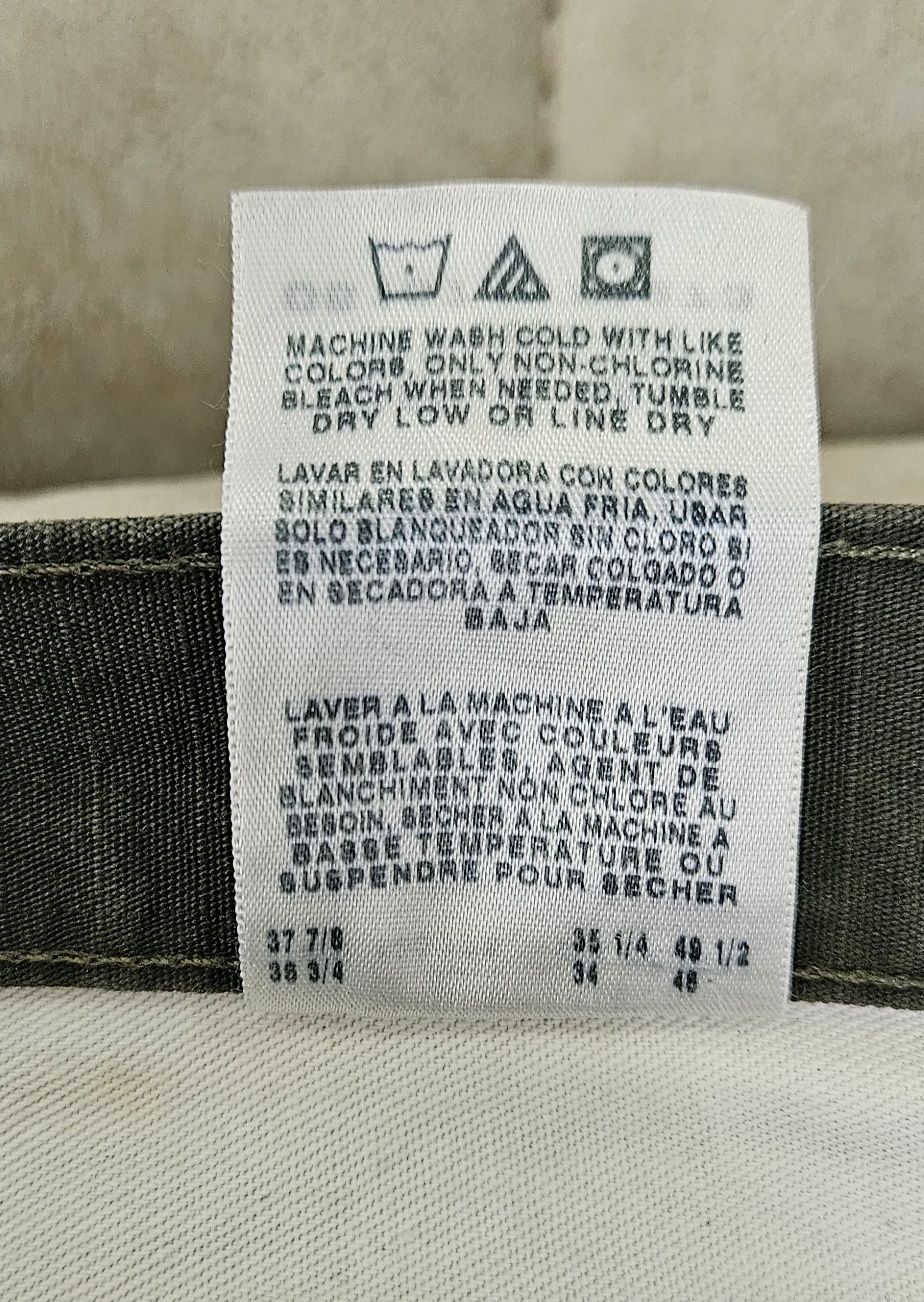 MACHINE WASH COLD WITH LIKE
COLORS, ONLY NON-CHLORINE
BLEACH WHEN NEEDED, TUMBLE
DRY LOW OR LINE DRY
LAVAR EN LAVADORA CON COLORES
SIMILARES EN AGUA FRIA, USAR
SOLO BLANQUEADOR SIN CLORO SI
ES NECESARIO, SECAR COLGADO O
EN SECADORA A TEMPERATURA
BAJA
LAVER A LA MACHINE A L'EAU
FROIDE AVEC COULEURS
SEMBLABLES, AGENT DE
BLANCHIMENT NON CHLORE AU
BESOIN, SECHER A LA MACHINE A
BASSE TEMPERATURE OU
SUSPENDRE POUR SECHER
37 7/8 35 1/4 49 1/2
36 3/4 34 48